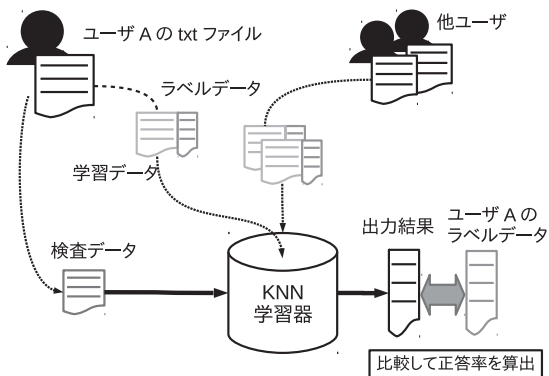 ユーザ A の txt ファイル
他ユーザ
ラベルデータ
学習データ
検査データ
KNN
学習器
出力結果
ユーザ A の
ラベルデータ
比較して正答率を算出